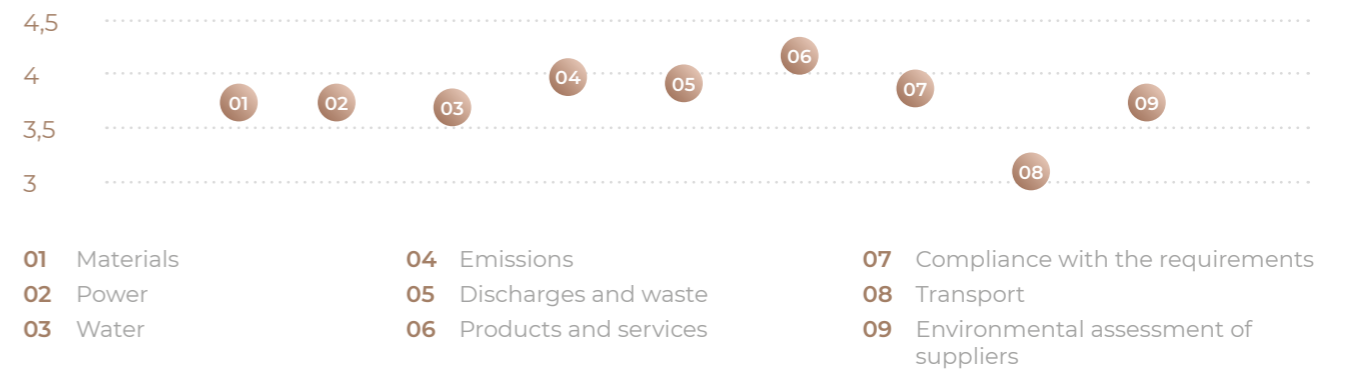 4,5
4
3,5
3
01
02
03
04
05
06
07
08
09
01 Materials
02 Power
03 Water
04 Emissions
05 Discharges and waste
06 Products and services
07 Compliance with the requirements
08 Transport
09 Environmental assessment of
suppliers